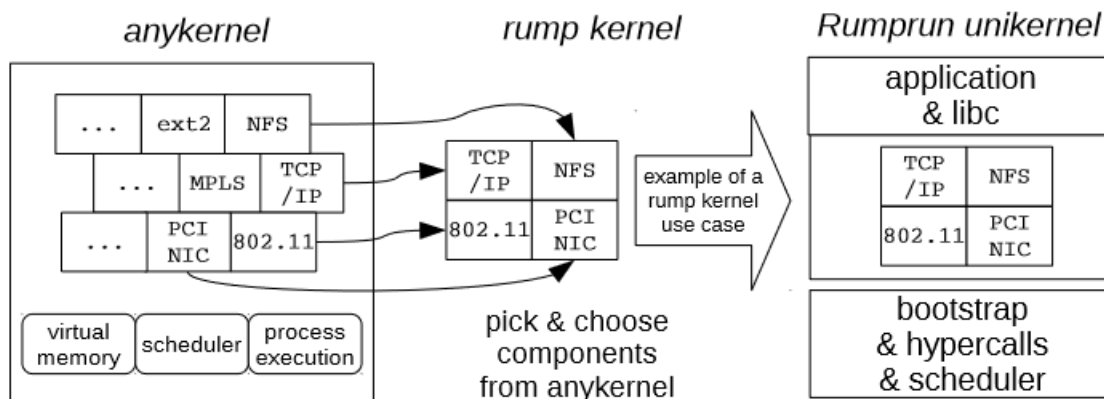 anykernel
... ext2 NFS
... MPLS TCP
/IP
... PCI
NIC 802.11
virtual
memory
scheduler
process
execution
rump kernel
TCP
/IP
NFS
802.11
PCI
NIC
pick & choose
components
from anykernel
example of a
rump kernel
use case
Rumprun unikernel
application
& libc
TCP
/IP
NFS
802.11
PCI
NIC
bootstrap
& hypercalls
& scheduler